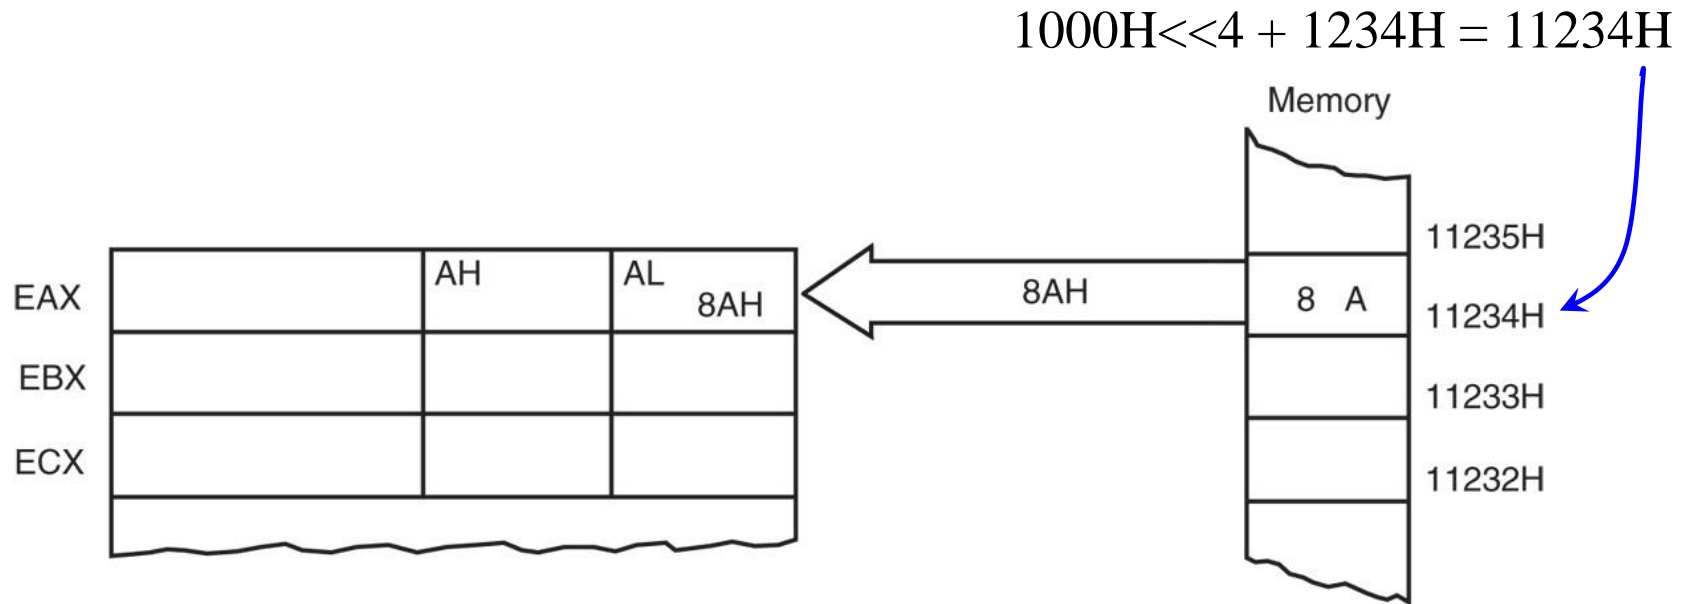 1000H<<4 + 1234H = 11234H
Memory
11235H
EAX
AH
AL
8AH
8AH
8 A
11234H
EBX
11233H
ECX
11232H